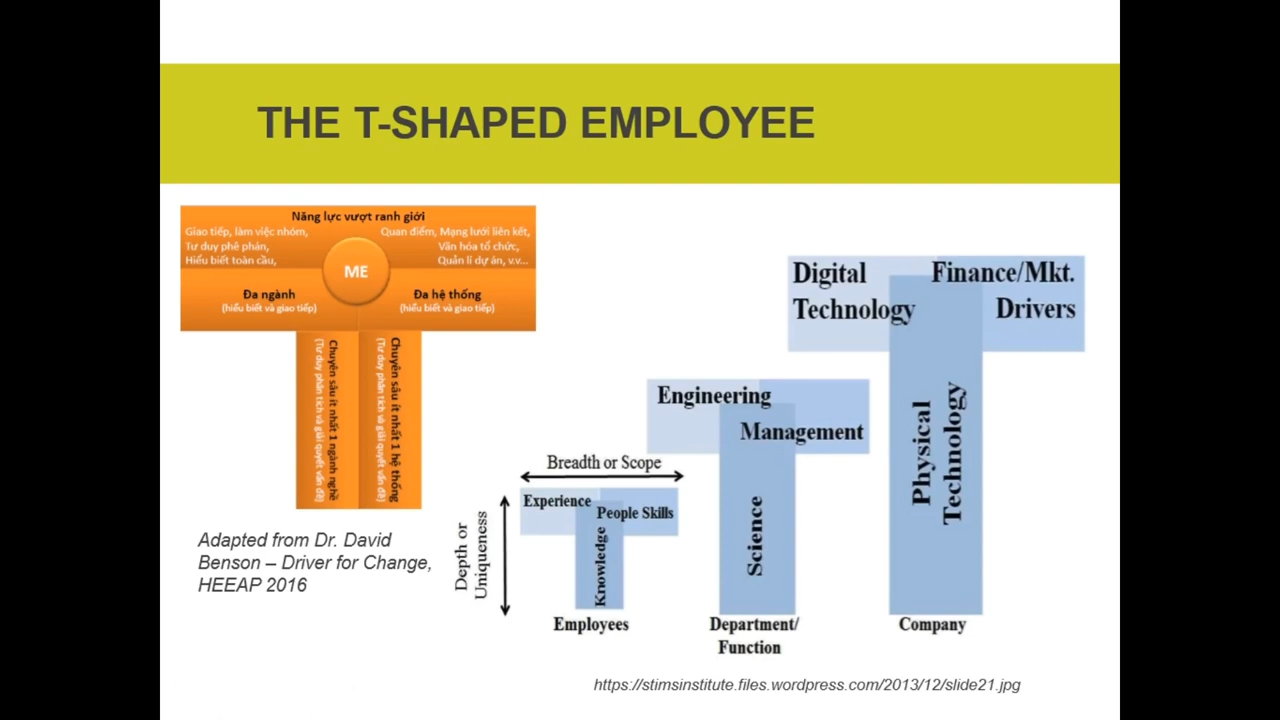 THE T-SHAPED EMPLOYEE
Năng lực vượt ranh giới
Giao tiếp, làm việc nhóm,
Tư duy phê phán,
Hiểu biết toàn cầu,
Quan điểm, Mạng lưới liên kết,
Văn hóa tổ chức,
Quản lí dự án, v.v...
ME
Đa ngành
(hiểu biết và giao tiếp)
Đa hệ thống
(hiểu biết và giao tiếp)
Chuyên sâu ít nhất 1 ngành nghề
(Tư duy phân tích và giải quyết vấn đề)
Chuyên sâu ít nhất 1 hệ thống
(Tư duy phân tích và giải quyết vấn đề)
Adapted from Dr. David
Benson – Driver for Change,
HEEAP 2016
Breadth or Scope
Depth or
Uniqueness
Experience
People Skills
Knowledge
Employees
Engineering
Management
Science
Department/
Function
Digital
Technology
Finance/Mkt.
Drivers
Physical
Technology
Company
https://stimsinstitute.files.wordpress.com/2013/12/slide21.jpg